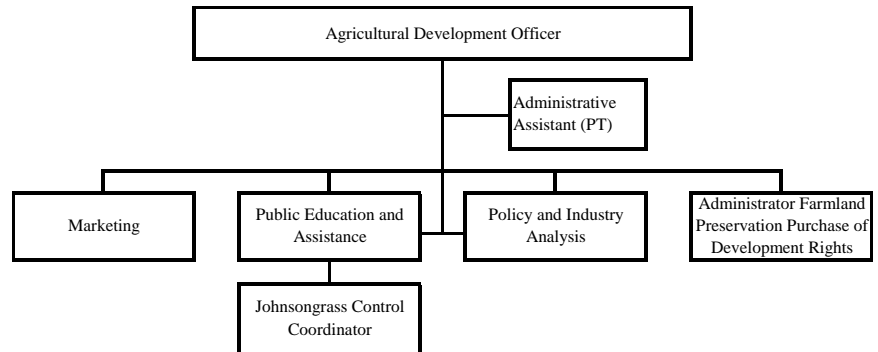 Agricultural Development Officer
Administrative
Assistant (PT)
Marketing
Public Education and
Assistance
Policy and Industry
Analysis
Administrator Farmland
Preservation Purchase of
Development Rights
Johnsongrass Control
Coordinator